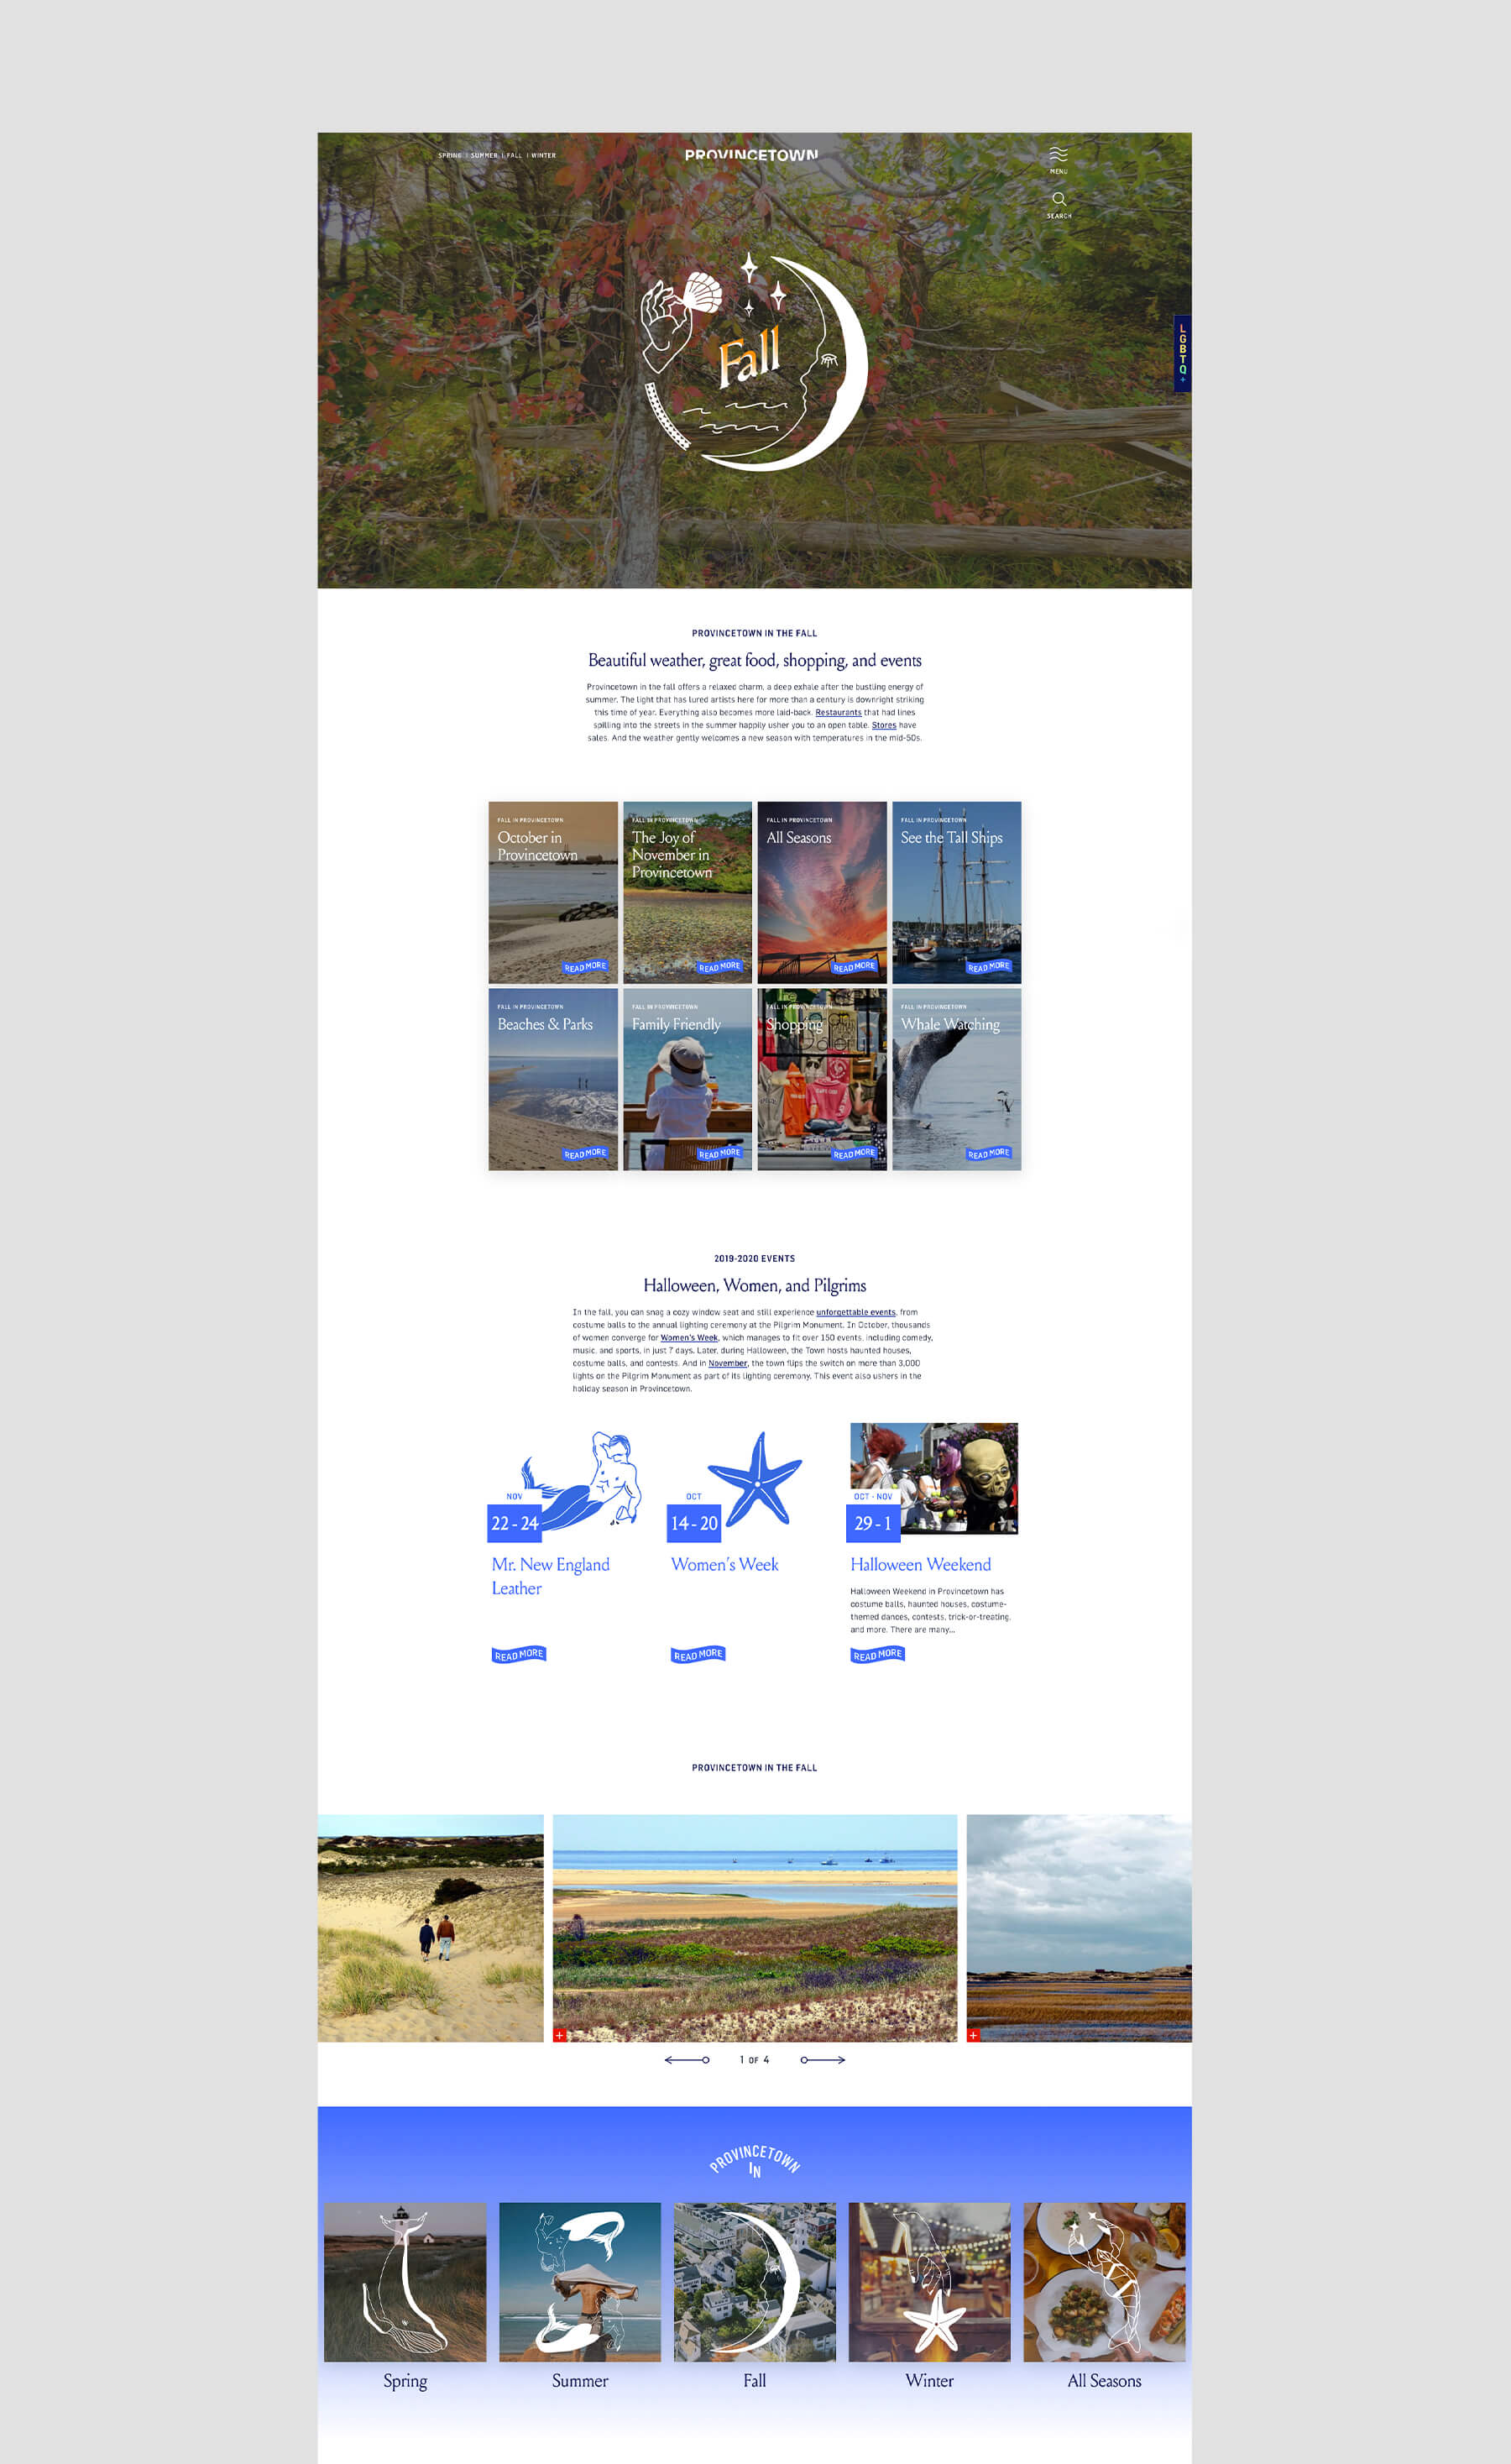 SPRING | SUMMER | FALL | WINTER
PROVINCETOWN
MENU
SEARCH
Fall
LGBTQ+
PROVINCETOWN IN THE FALL
Beautiful weather, great food, shopping, and events
Provincetown in the fall offers a relaxed charm, a deep exhale after the bustling energy of
summer. The light that has lured artists here for more than a century is downright striking
this time of year. Everything also becomes more laid-back. Restaurants that had lines
spilling into the streets in the summer happily usher you to an open table. Stores have
sales. And the weather gently welcomes a new season with temperatures in the mid-50s.
FALL IN PROVINCETOWN
October in
Provincetown
READ MORE
FALL IN PROVINCETOWN
The Joy of
November in
Provincetown
READ MORE
FALL IN PROVINCETOWN
All Seasons
READ MORE
FALL IN PROVINCETOWN
See the Tall Ships
READ MORE
FALL IN PROVINCETOWN
Beaches & Parks
READ MORE
FALL IN PROVINCETOWN
Family Friendly
READ MORE
FALL IN PROVINCETOWN
Shopping
READ MORE
FALL IN PROVINCETOWN
Whale Watching
READ MORE
2019-2020 EVENTS
Halloween, Women, and Pilgrims
In the fall, you can snag a cozy window seat and still experience unforgettable events, from
costume balls to the annual lighting ceremony at the Pilgrim Monument. In October, thousands
of women converge for Women's Week, which manages to fit over 150 events, including comedy,
music, and sports, in just 7 days. Later, during Halloween, the Town hosts haunted houses,
costume balls, and contests. And in November, the town flips the switch on more than 3,000
lights on the Pilgrim Monument as part of its lighting ceremony. This event also ushers in the
holiday season in Provincetown.
NOV
22 - 24
Mr. New England
Leather
READ MORE
OCT
14 - 20
Women's Week
READ MORE
OCT - NOV
29 - 1
Halloween Weekend
Halloween Weekend in Provincetown has
costume balls, haunted houses, costume-
themed dances, contests, trick-or-treating,
and more. There are many...
READ MORE
PROVINCETOWN IN THE FALL
1 OF 4
PROVINCETOWN
IN
Spring
Summer
Fall
Winter
All Seasons